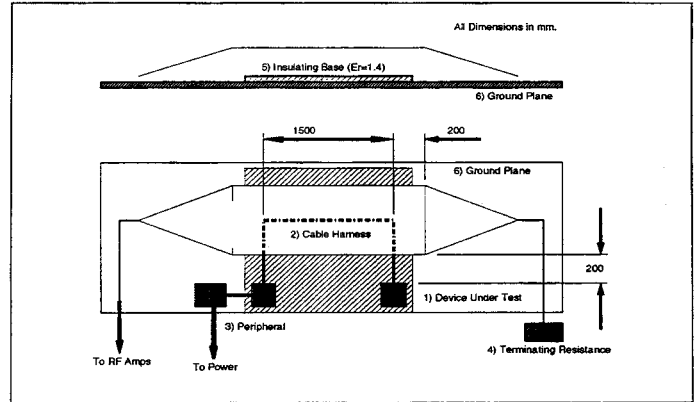 All Dimensions in mm.
5) Insulating Base (Er=1.4)
6) Ground Plane
1500
200
6) Ground Plane
2) Cable Harness
200
1) Device Under Test
3) Peripheral
4) Terminating Resistance
To RF Amps
To Power